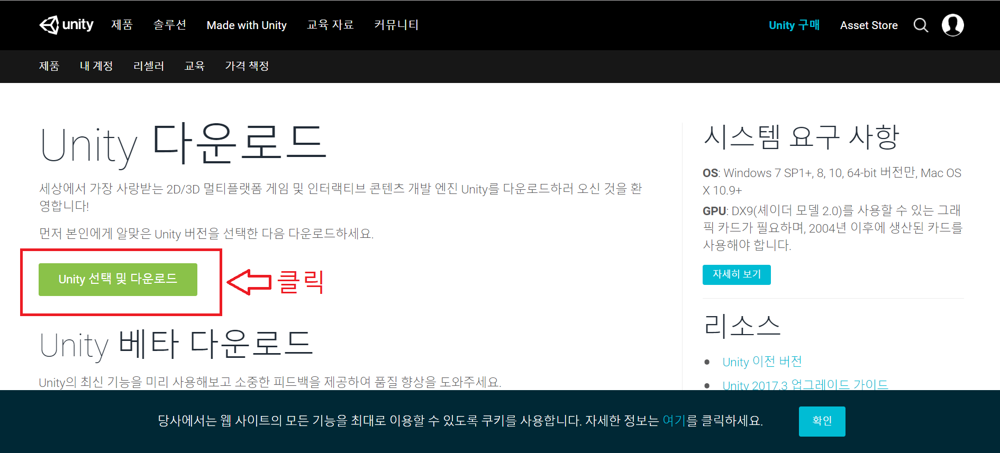 unity 제품 솔루션 Made with Unity 교육 자료 커뮤니티 Unity 구매 Asset Store
제품 내 계정 리셀러 교육 가격 책정
Unity 다운로드
세상에서 가장 사랑받는 2D/3D 멀티플랫폼 게임 및 인터랙티브 콘텐츠 개발 엔진 Unity를 다운로드하러 오신 것을 환
영합니다!
먼저 본인에게 알맞은 Unity 버전을 선택한 다음 다운로드하세요.
Unity 선택 및 다운로드
클릭
Unity 베타 다운로드
Unity의 최신 기능을 미리 사용해보고 소중한 피드백을 제공하여 품질 향상을 도와주세요.
시스템 요구 사항
OS: Windows 7 SP1+, 8, 10, 64-bit 버전만, Mac OS
X 10.9+
GPU: DX9(셰이더 모델 2.0)를 사용할 수 있는 그래
픽 카드가 필요하며, 2004년 이후에 생산된 카드를
사용해야 합니다.
자세히 보기
리소스
Unity 이전 버전
Unity 2017.3 업그레이드 가이드
당사에서는 웹 사이트의 모든 기능을 최대로 이용할 수 있도록 쿠키를 사용합니다. 자세한 정보는 여기를 클릭하세요.
확인